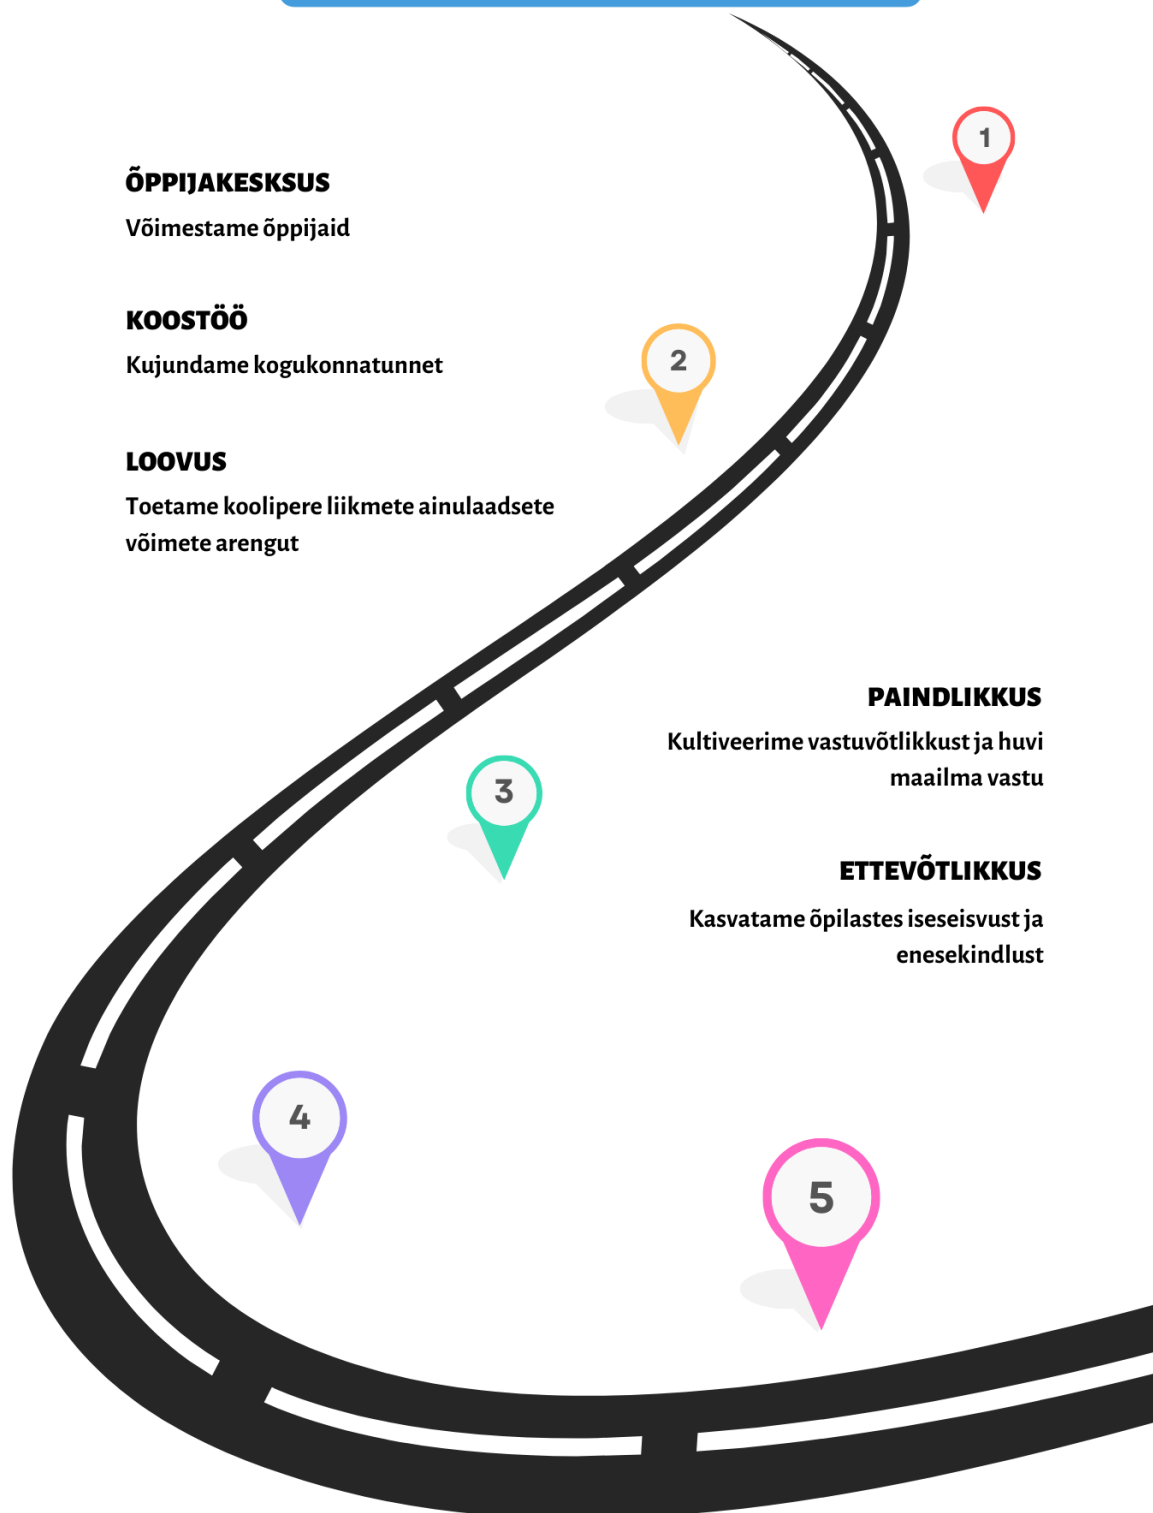 1
ÕPPIJAKESKSUS
Võimestame õppijaid
KOOSTÖÖ
Kujundame kogukonnatunnet
2
LOOVUS
Toetame koolipere liikmete ainulaadsete
võimete arengut
PAINDLIKKUS
Kultiveerime vastuvõtlikkust ja huvi
maailma vastu
3
ETTEVÕTLIKKUS
Kasvatame õpilastes iseseisvust ja
enesekindlust
4
5